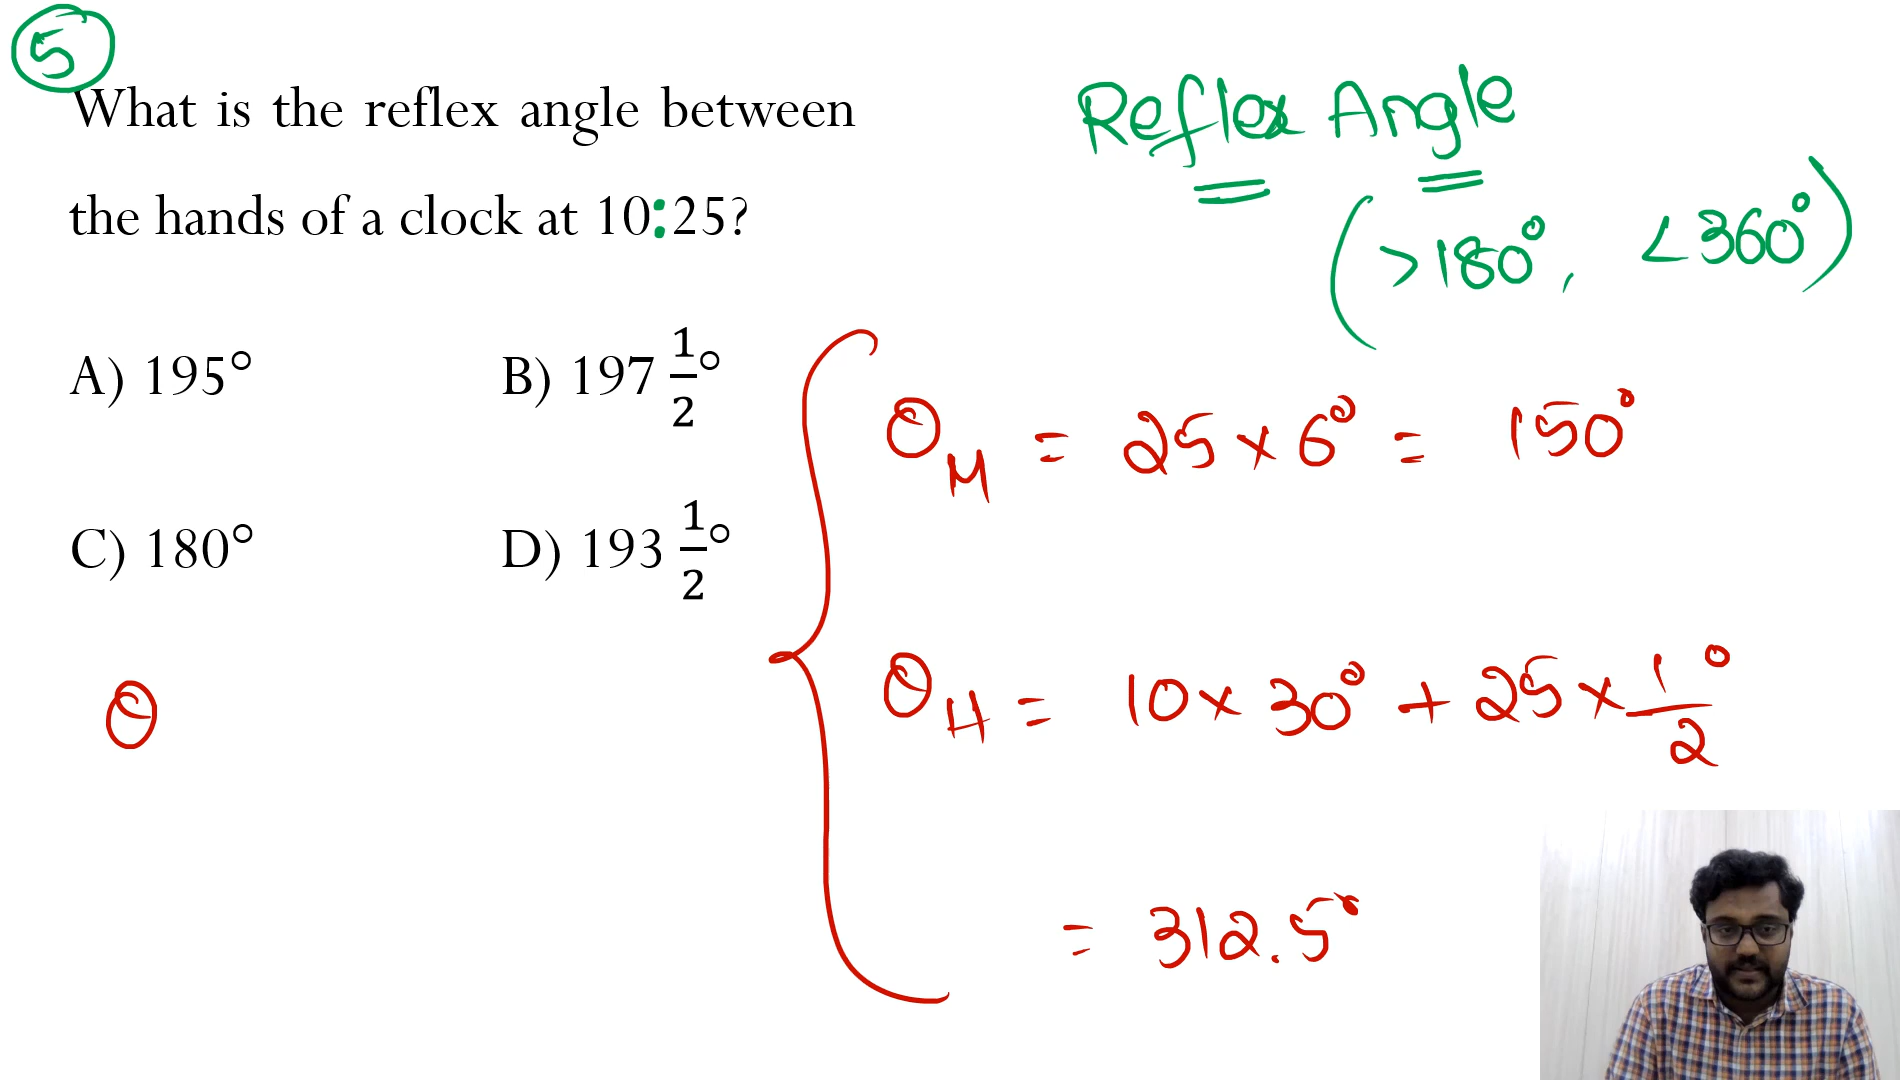 5
What is the reflex angle between
the hands of a clock at 10:25?
A) 195°
B) 197 1/2°
C) 180°
D) 193 1/2°
θ
Reflex Angle
(>180°, <360°)
θM = 25 × 6° = 150°
θH = 10 × 30° + 25 × 1/2°
= 312.5°